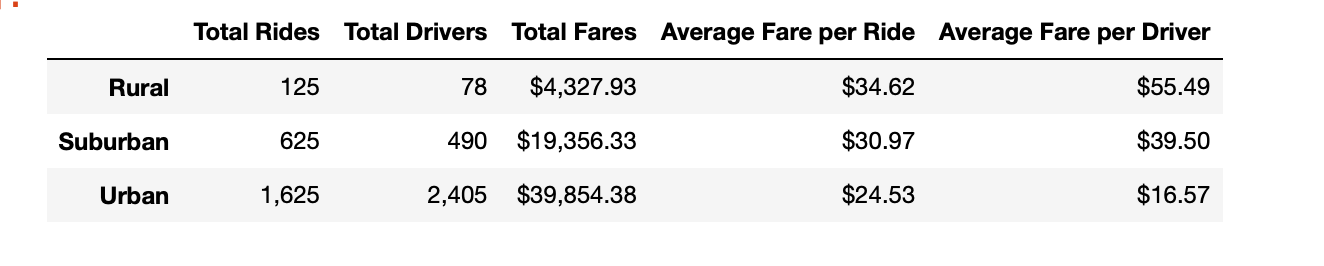 Total Rides Total Drivers Total Fares Average Fare per Ride Average Fare per Driver
Rural 125 78 $4,327.93 $34.62 $55.49
Suburban 625 490 $19,356.33 $30.97 $39.50
Urban 1,625 2,405 $39,854.38 $24.53 $16.57